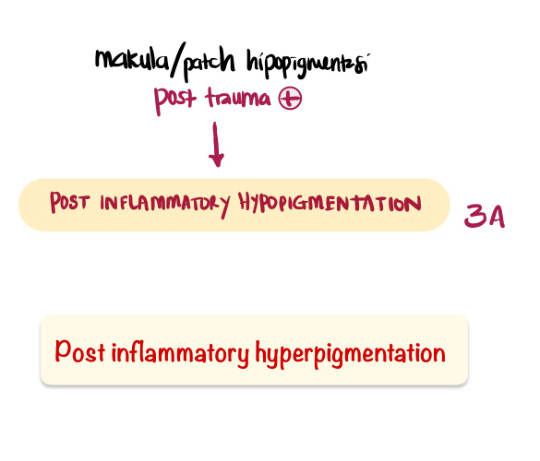 makula/patch hipopigmentasi
post trauma ⊕
POST INFLAMMATORY HYPOPIGMENTATION
3A
Post inflammatory hyperpigmentation